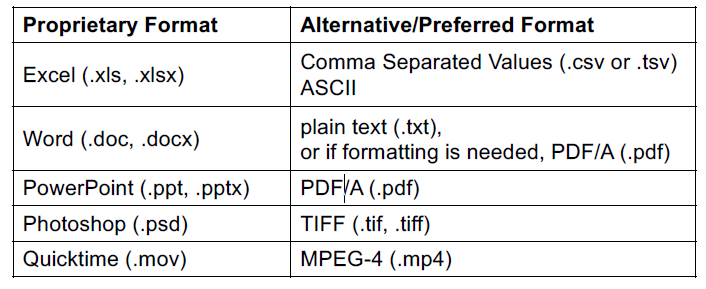 Proprietary Format
Alternative/Preferred Format
Excel (.xls, .xlsx)
Comma Separated Values (.csv or .tsv)
ASCII
Word (.doc, .docx)
plain text (.txt),
or if formatting is needed, PDF/A (.pdf)
PowerPoint (.ppt, .pptx)
PDF/A (.pdf)
Photoshop (.psd)
TIFF (.tif, .tiff)
Quicktime (.mov)
MPEG-4 (.mp4)